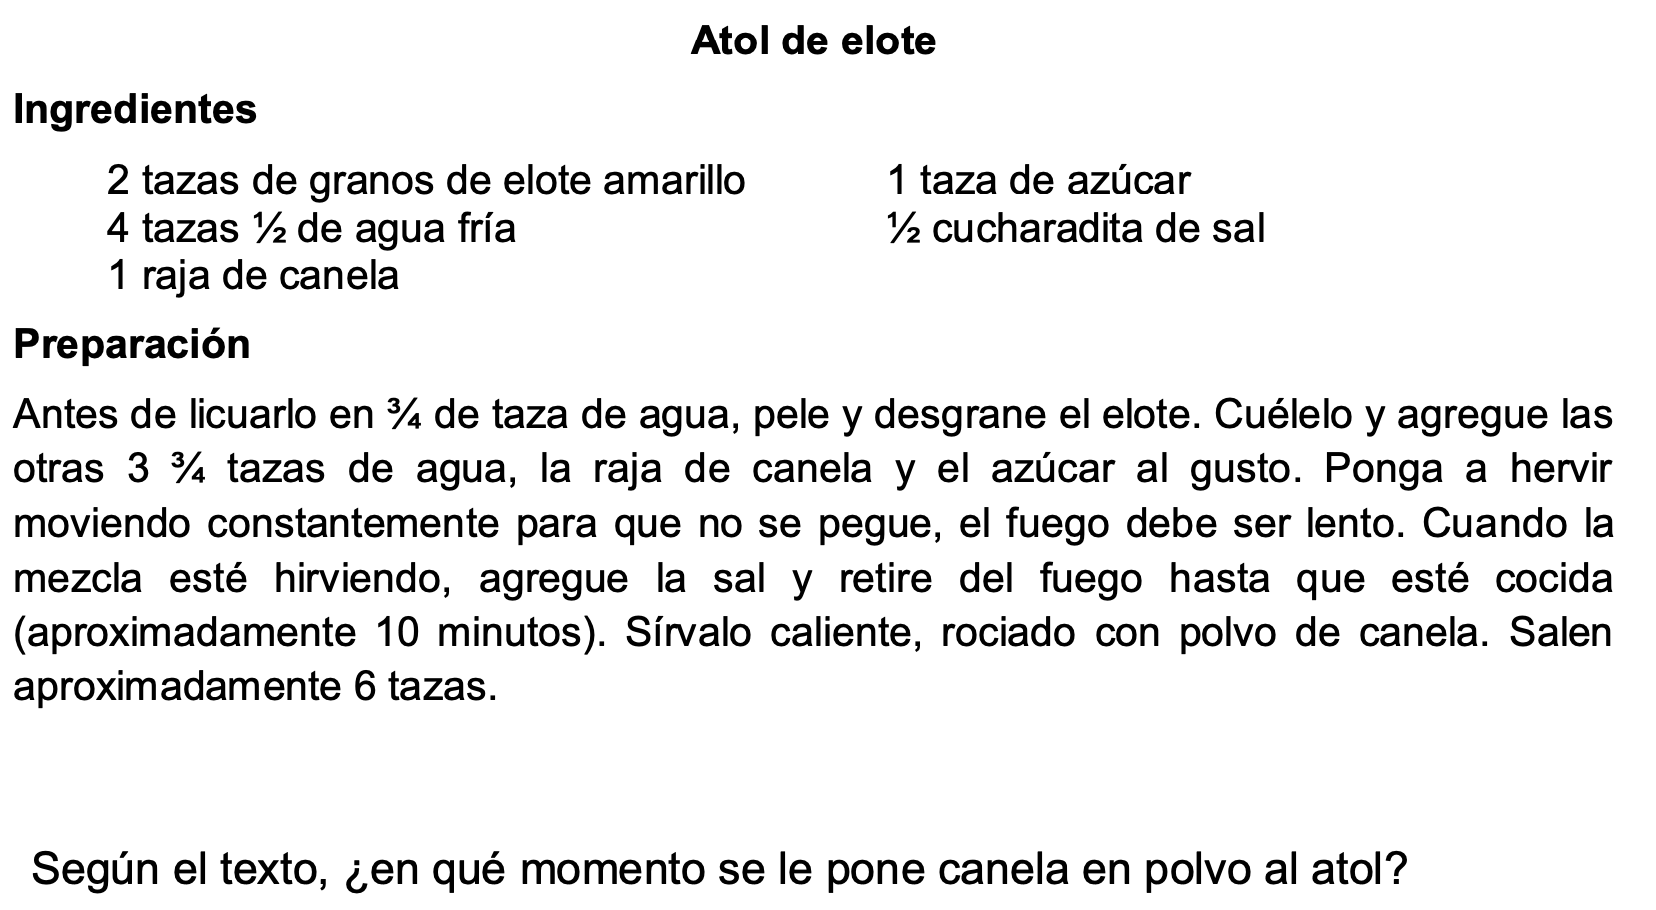 Atol de elote
Ingredientes
2 tazas de granos de elote amarillo
4 tazas ½ de agua fría
1 raja de canela
1 taza de azúcar
½ cucharadita de sal
Preparación
Antes de licuarlo en ¾ de taza de agua, pele y desgrane el elote. Cuélelo y agregue las
otras 3 ¾ tazas de agua, la raja de canela y el azúcar al gusto. Ponga a hervir
moviendo constantemente para que no se pegue, el fuego debe ser lento. Cuando la
mezcla esté hirviendo, agregue la sal y retire del fuego hasta que esté cocida
(aproximadamente 10 minutos). Sírvalo caliente, rociado con polvo de canela. Salen
aproximadamente 6 tazas.
Según el texto, ¿en qué momento se le pone canela en polvo al atol?